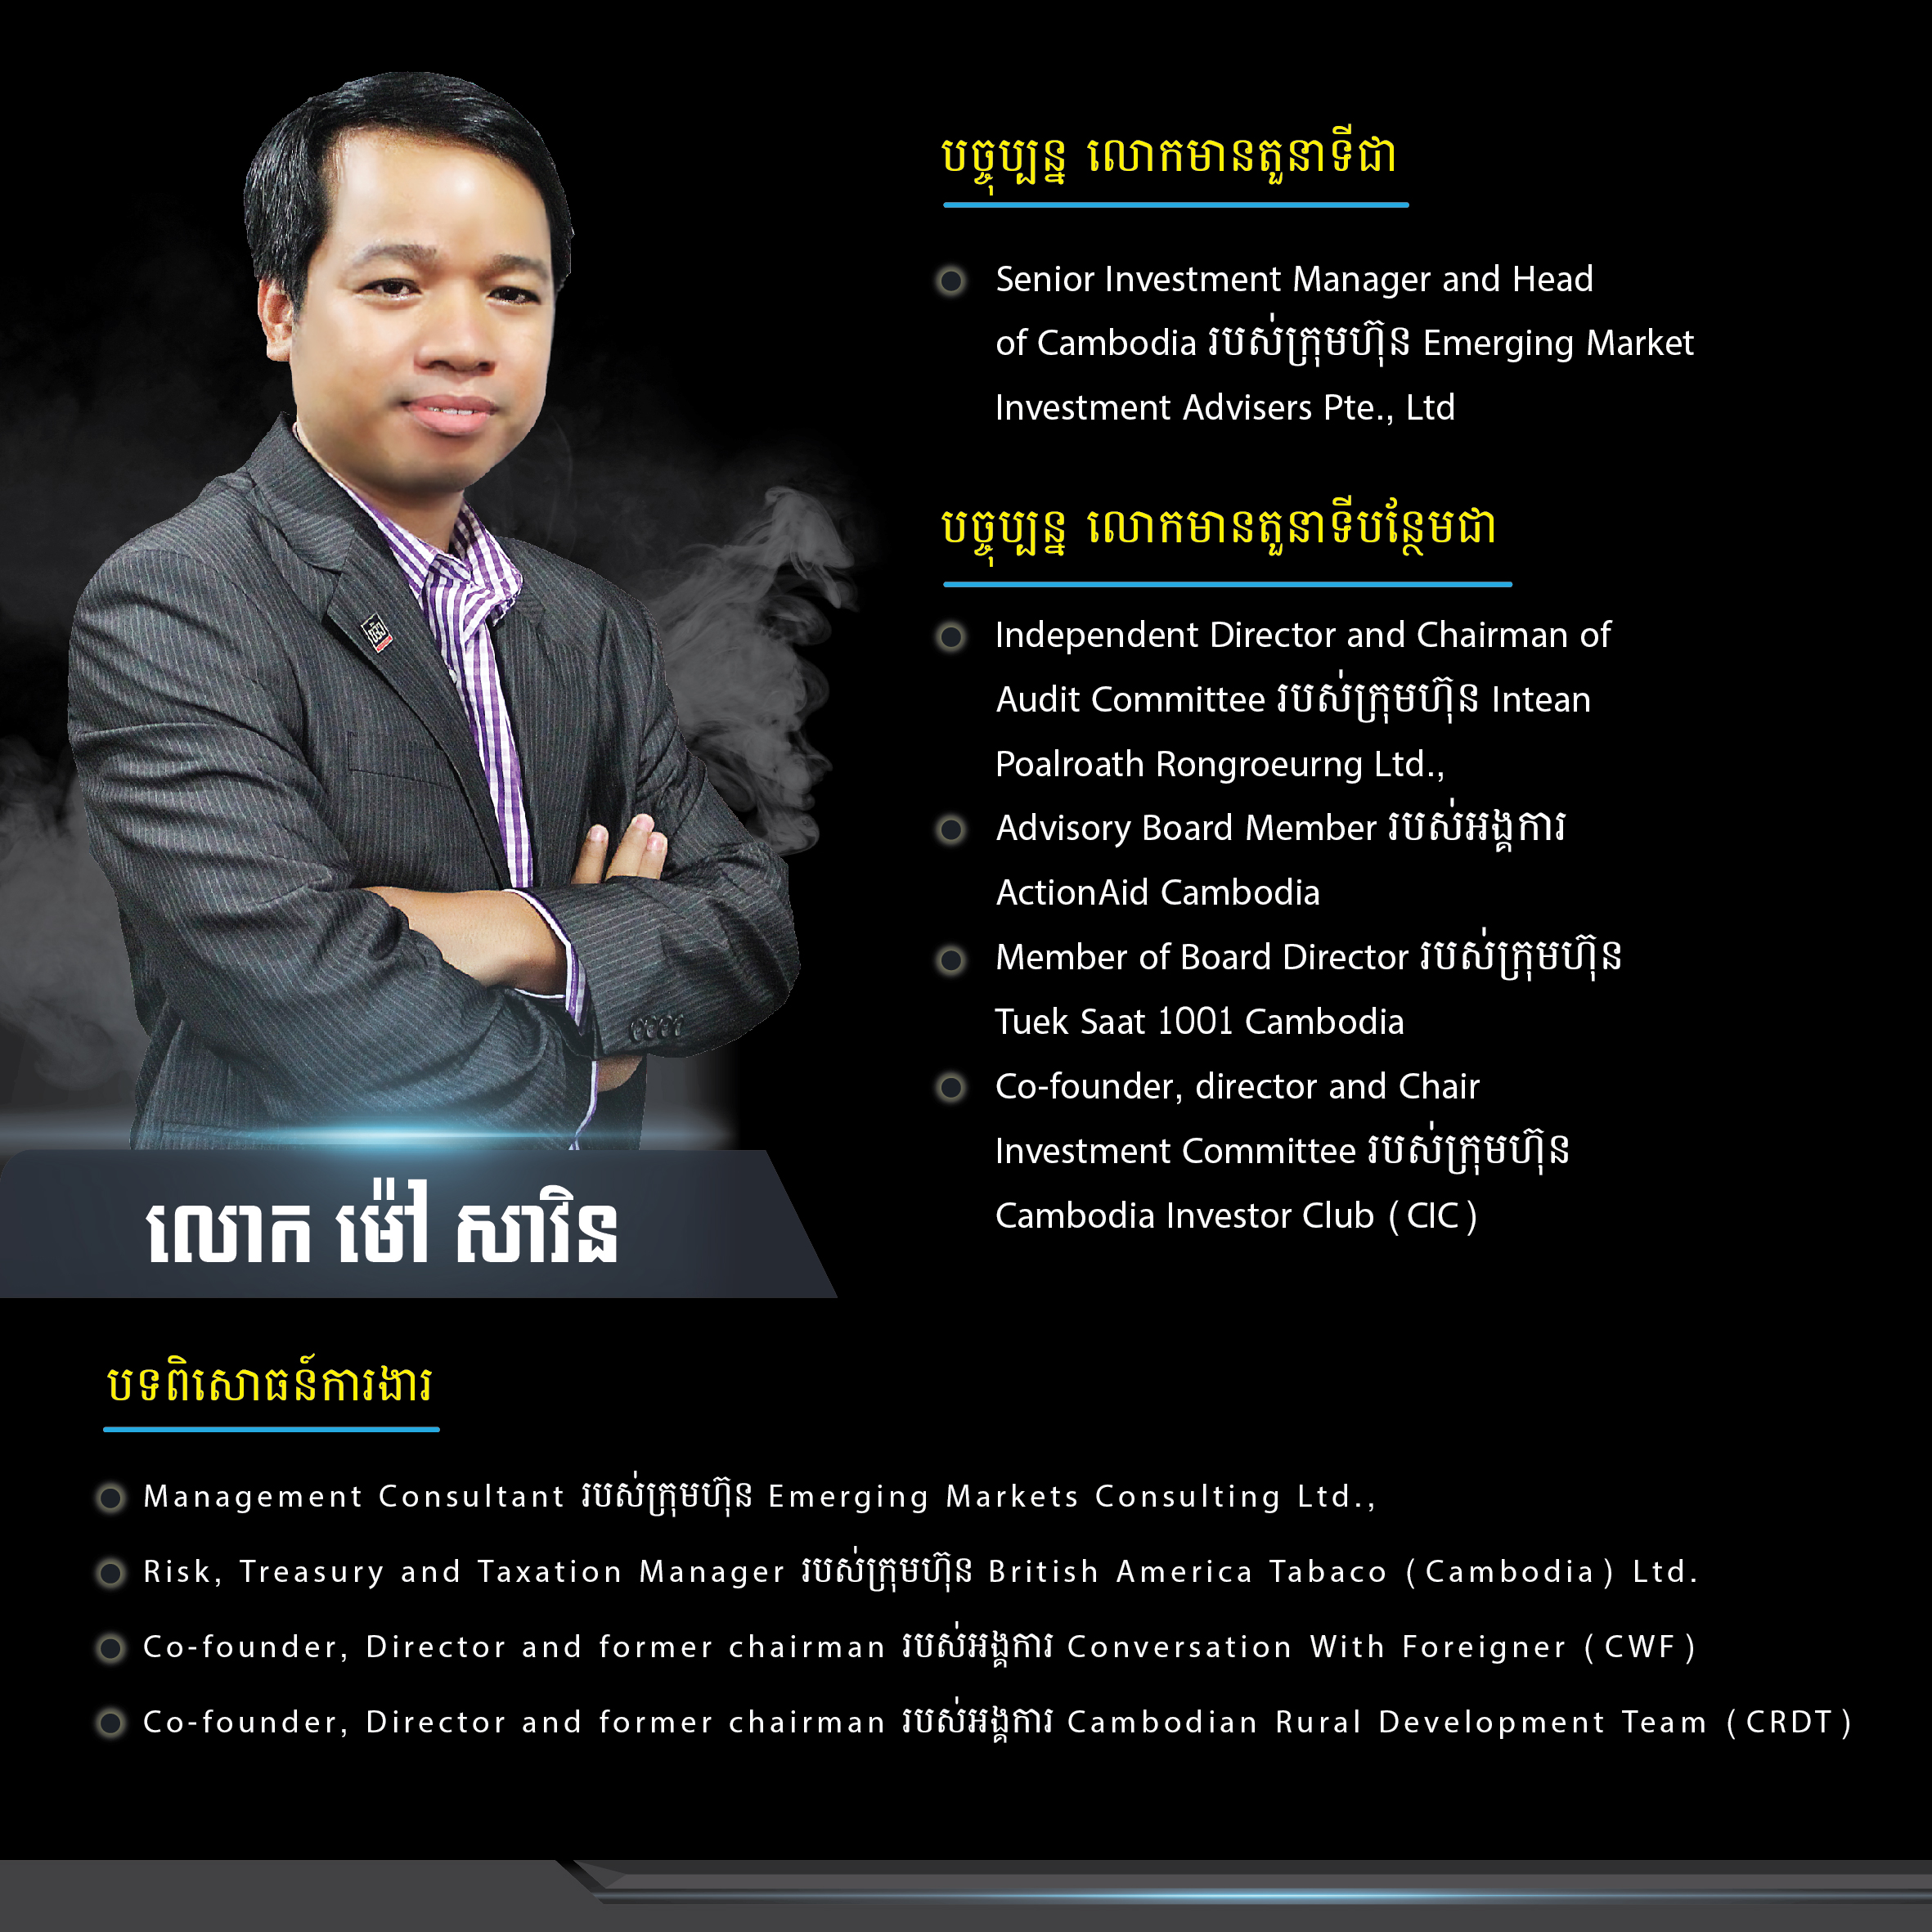 បច្ចុប្បន្ន លោកមានតួនាទីជា
Senior Investment Manager and Head
of Cambodia របស់ក្រុមហ៊ុន Emerging Market
Investment Advisers Pte., Ltd
បច្ចុប្បន្ន លោកមានតួនាទីបន្ថែមជា
Independent Director and Chairman of
Audit Committee របស់ក្រុមហ៊ុន Intean
Poalroath Rongroeurng Ltd.,
Advisory Board Member របស់អង្គការ
ActionAid Cambodia
Member of Board Director របស់ក្រុមហ៊ុន
Tuek Saat 1001 Cambodia
Co-founder, director and Chair
Investment Committee របស់ក្រុមហ៊ុន
Cambodia Investor Club (CIC)
លោក ម៉ៅ សាវិន
បទពិសោធន៍ការងារ
Management Consultant របស់ក្រុមហ៊ុន Emerging Markets Consulting Ltd.,
Risk, Treasury and Taxation Manager របស់ក្រុមហ៊ុន British America Tabaco (Cambodia) Ltd.
Co-founder, Director and former chairman របស់អង្គការ Conversation With Foreigner (CWF)
Co-founder, Director and former chairman របស់អង្គការ Cambodian Rural Development Team (CRDT)